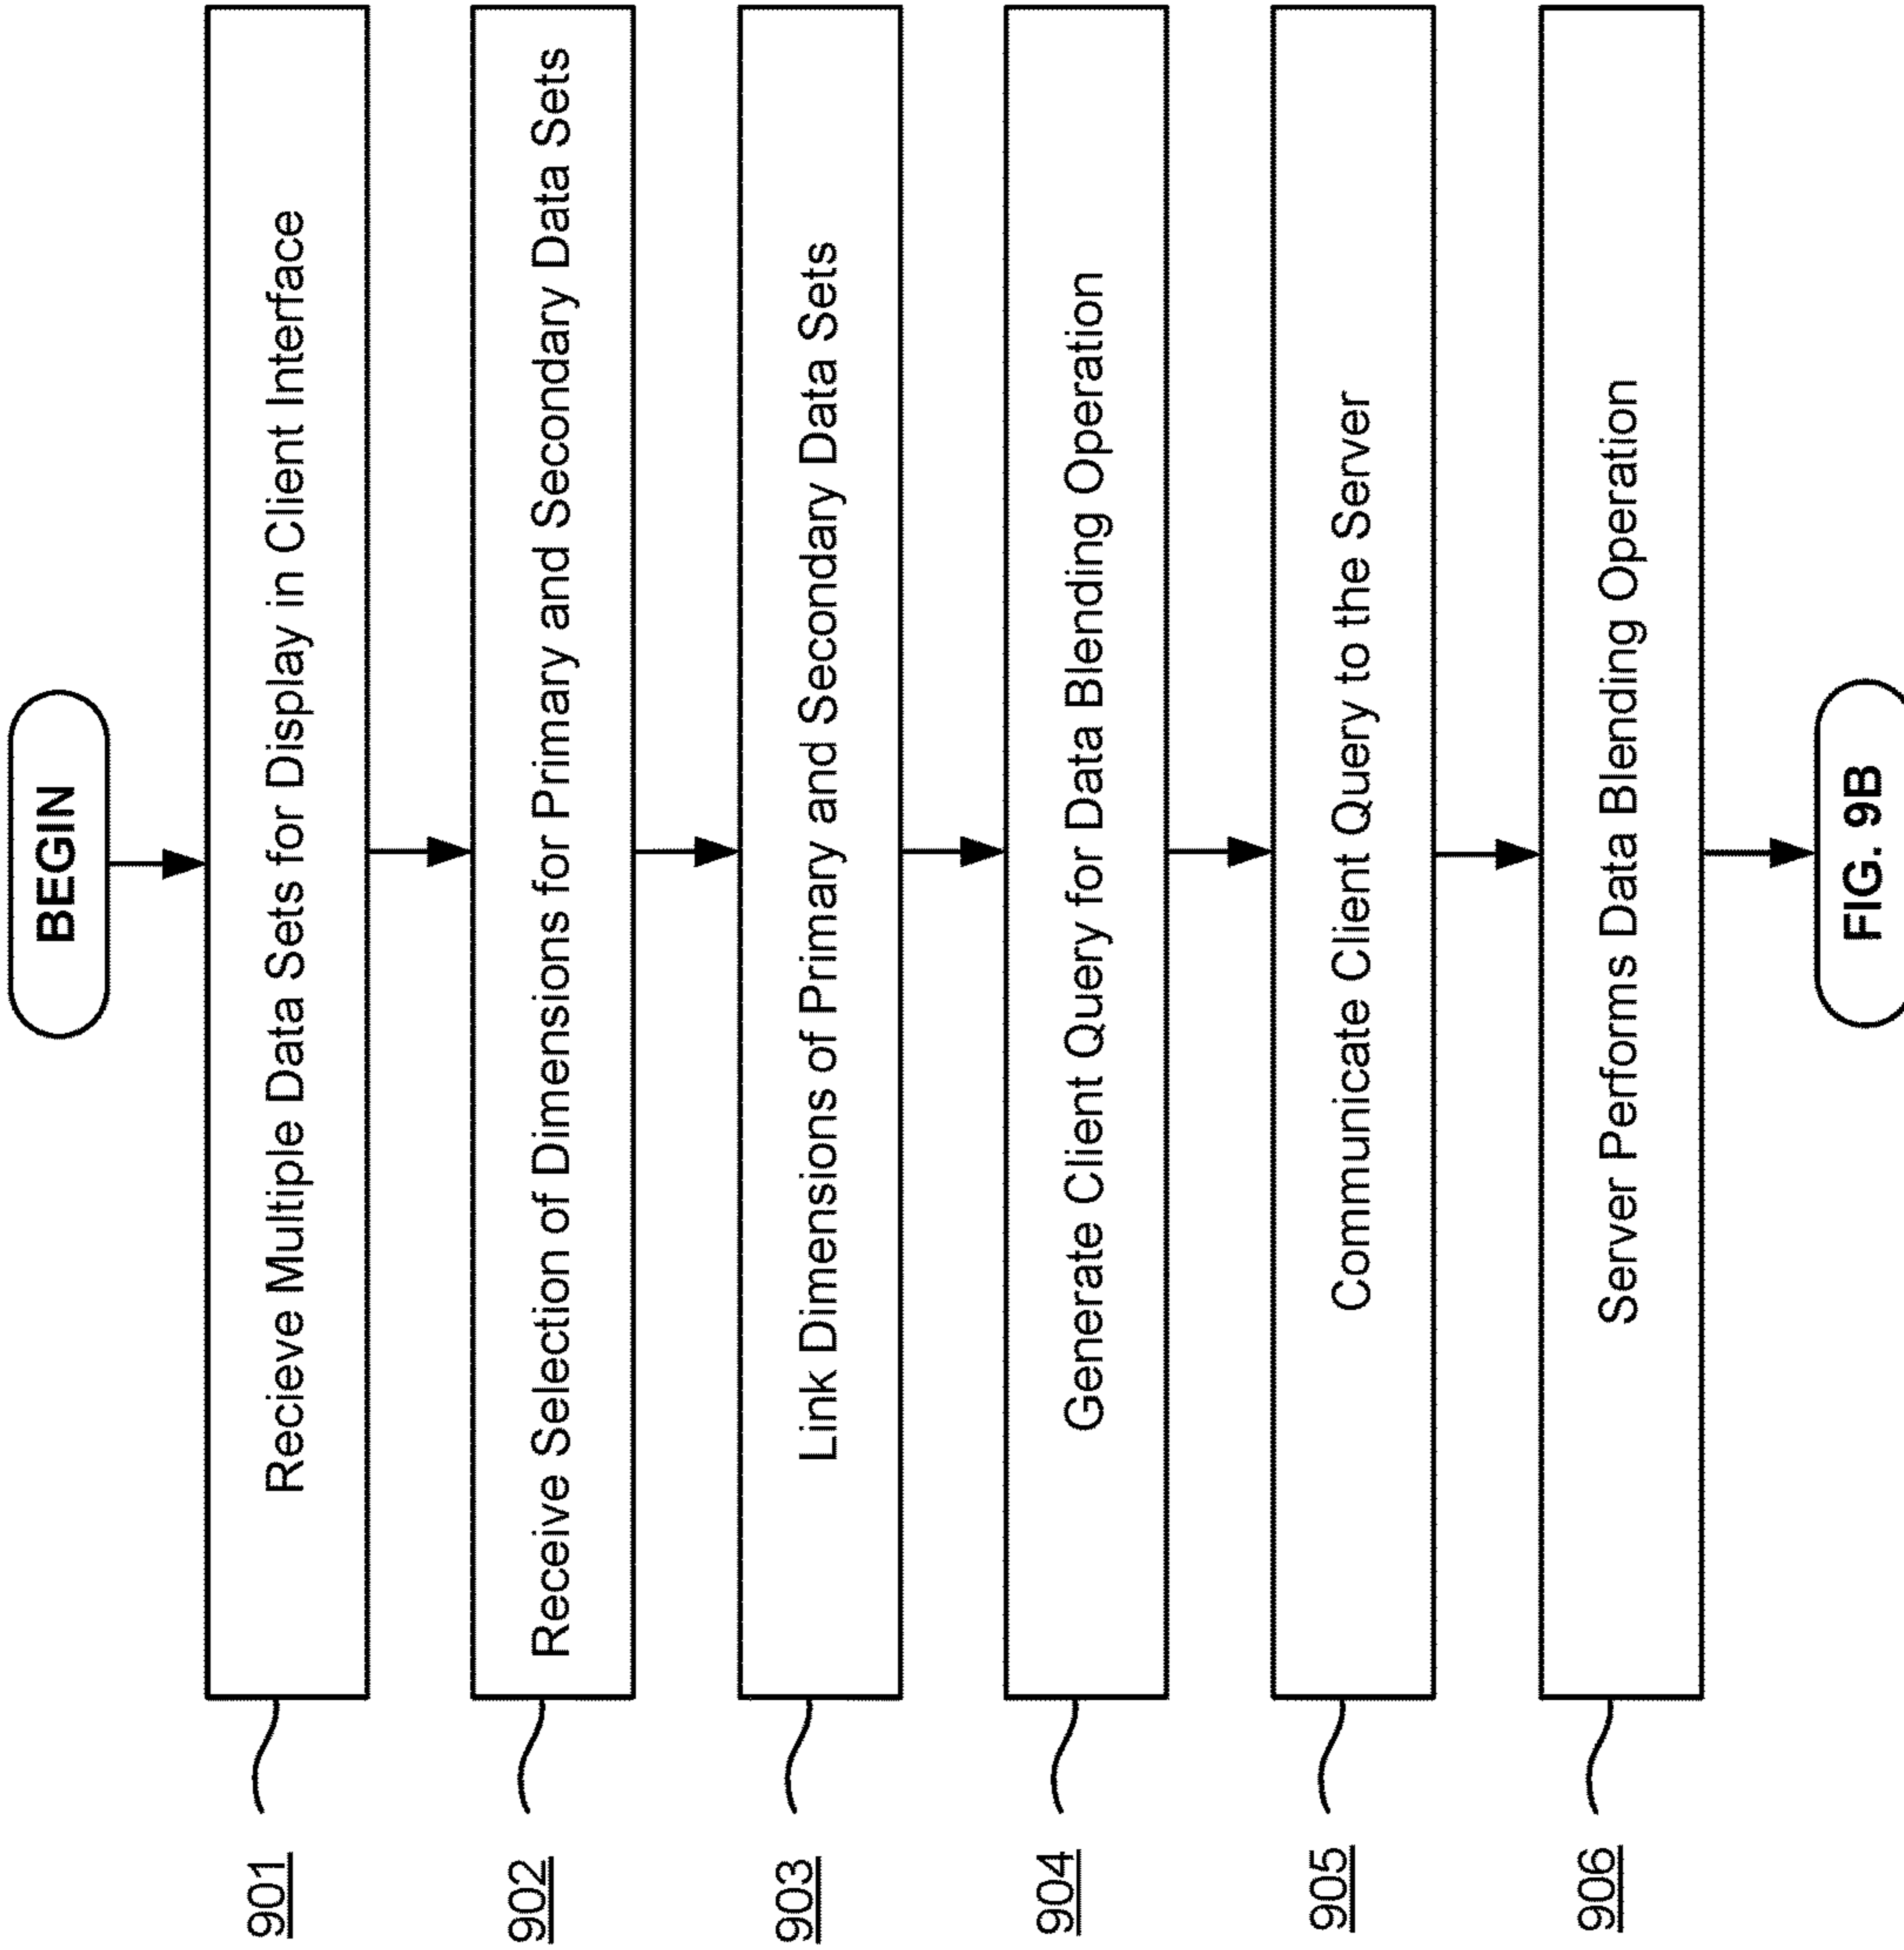 BEGIN
901
Recieve Multiple Data Sets for Display in Client Interface
902
Receive Selection of Dimensions for Primary and Secondary Data Sets
903
Link Dimensions of Primary and Secondary Data Sets
904
Generate Client Query for Data Blending Operation
905
Communicate Client Query to the Server
906
Server Performs Data Blending Operation
FIG. 9B